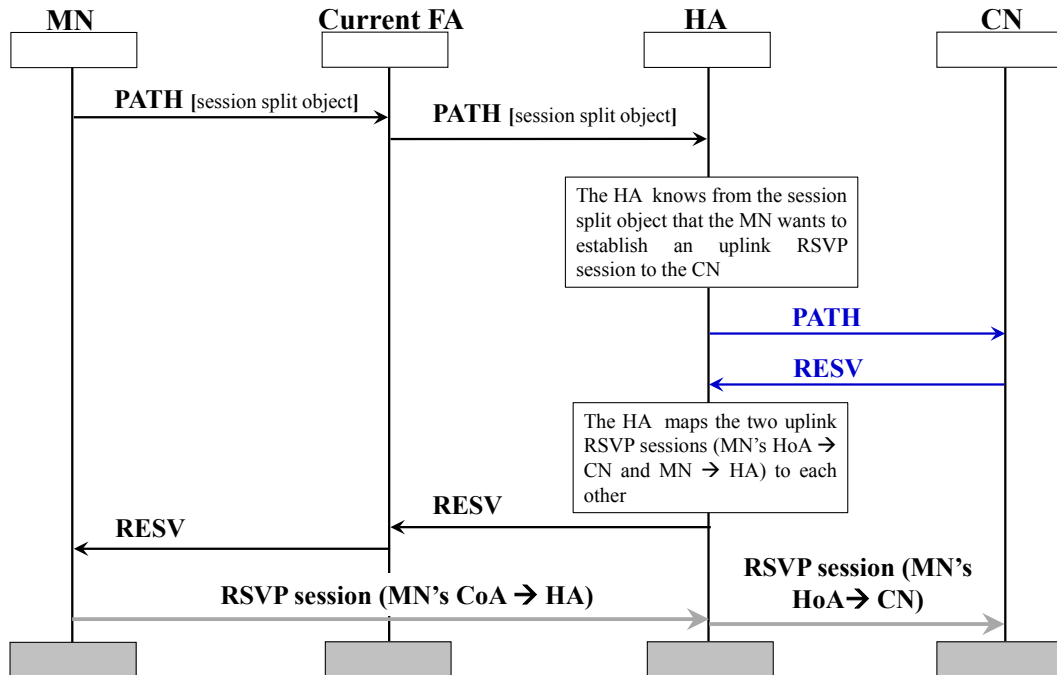 MN
Current FA
HA
CN
PATH [session split object]
PATH [session split object]
The HA knows from the session
split object that the MN wants to
establish an uplink RSVP
session to the CN
PATH
RESV
The HA maps the two uplink
RSVP sessions (MN's HoA →
CN and MN → HA) to each
other
RESV
RESV
RSVP session (MN's CoA → HA)
RSVP session (MN's
HoA→ CN)